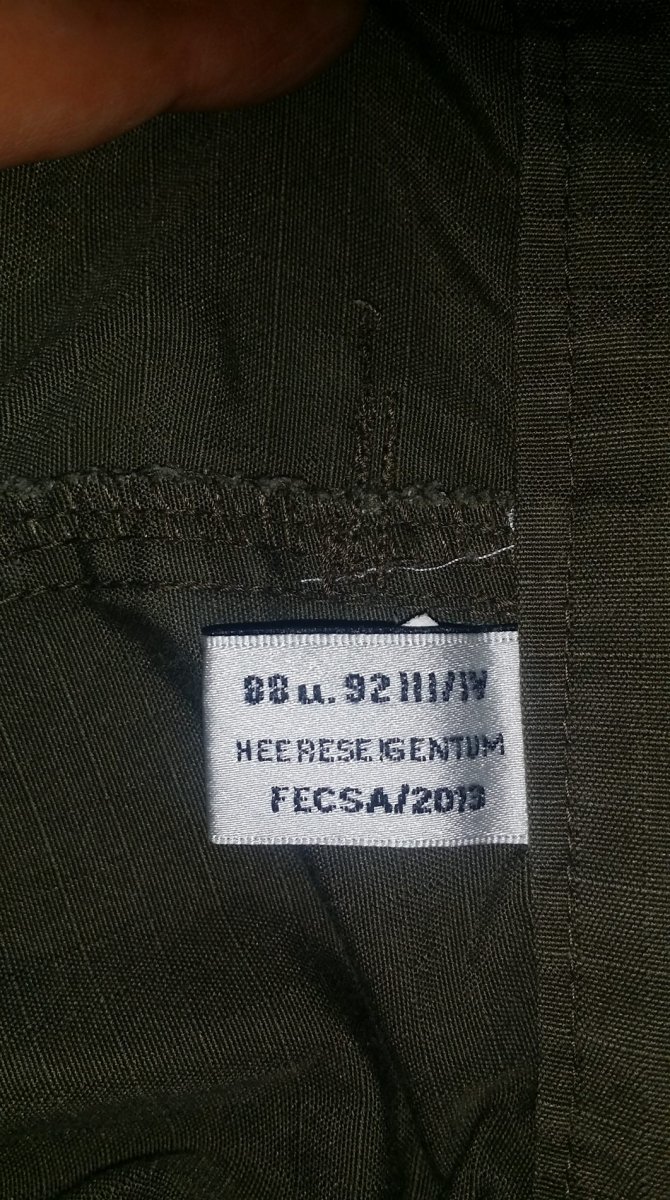 88 u. 92 III/IV
HEERESEIGENTUM
FECSA/2013